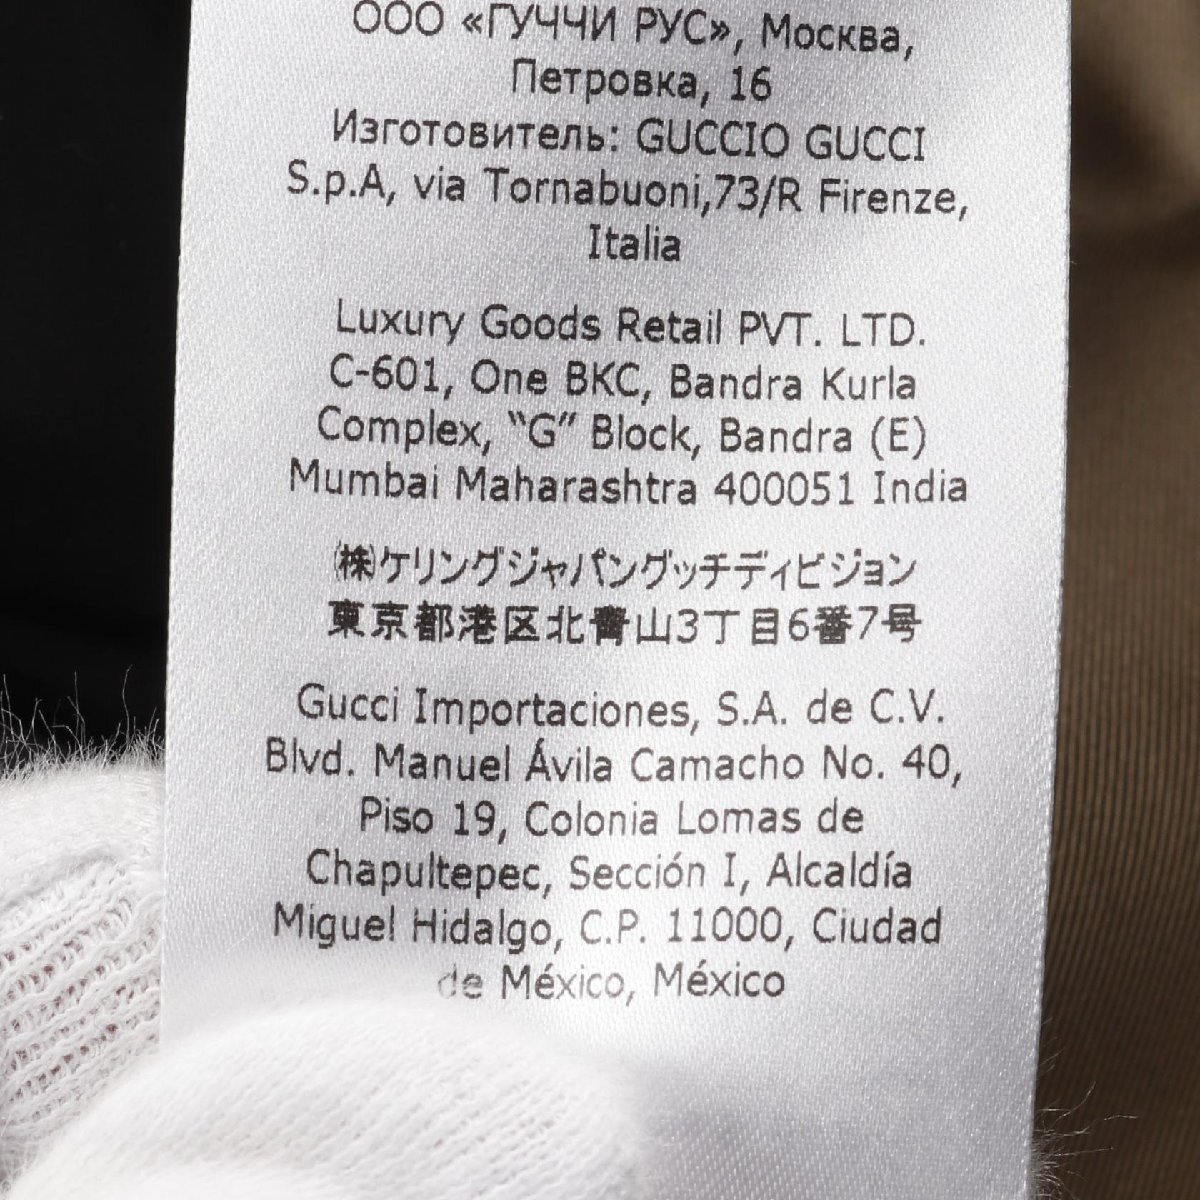 ООО «ГУЧЧИ РУС», Москва,
Петровка, 16
Изготовитель: GUCCIO GUCCI
S.p.A, via Tornabuoni,73/R Firenze,
Italia
Luxury Goods Retail PVT. LTD.
C-601, One BKC, Bandra Kurla
Complex, “G” Block, Bandra (E)
Mumbai Maharashtra 400051 India
㈱ケリングジャパングッチディビジョン
東京都港区北青山3丁目6番7号
Gucci Importaciones, S.A. de C.V.
Blvd. Manuel Ávila Camacho No. 40,
Piso 19, Colonia Lomas de
Chapultepec, Sección I, Alcaldía
Miguel Hidalgo, C.P. 11000, Ciudad
de México, México